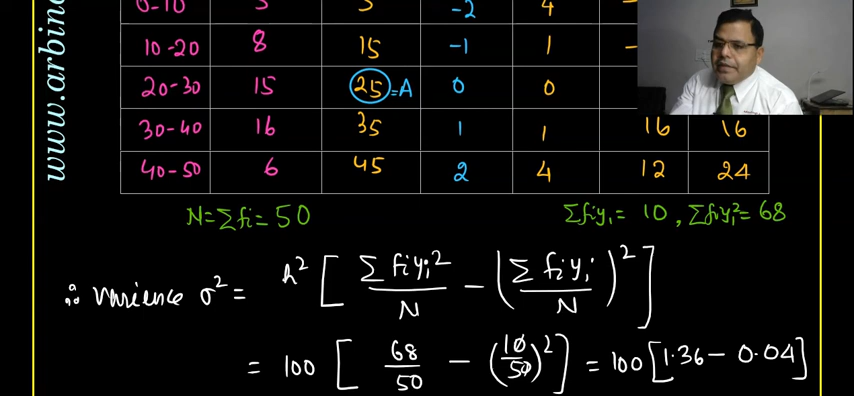 www.arbin
0-10 5 5 -2 4 -
10-20 8 15 -1 1 -
20-30 15 25=A 0 0
30-40 16 35 1 1 16 16
40-50 6 45 2 4 12 24
N=Σfi=50 Σfiyi=10, Σfiyi²=68
∴ varience σ²= h² [ Σfiyi²/N - (Σfiyi/N)² ]
= 100 [ 68/50 - (10/50)² ] = 100 [1.36 - 0.04]